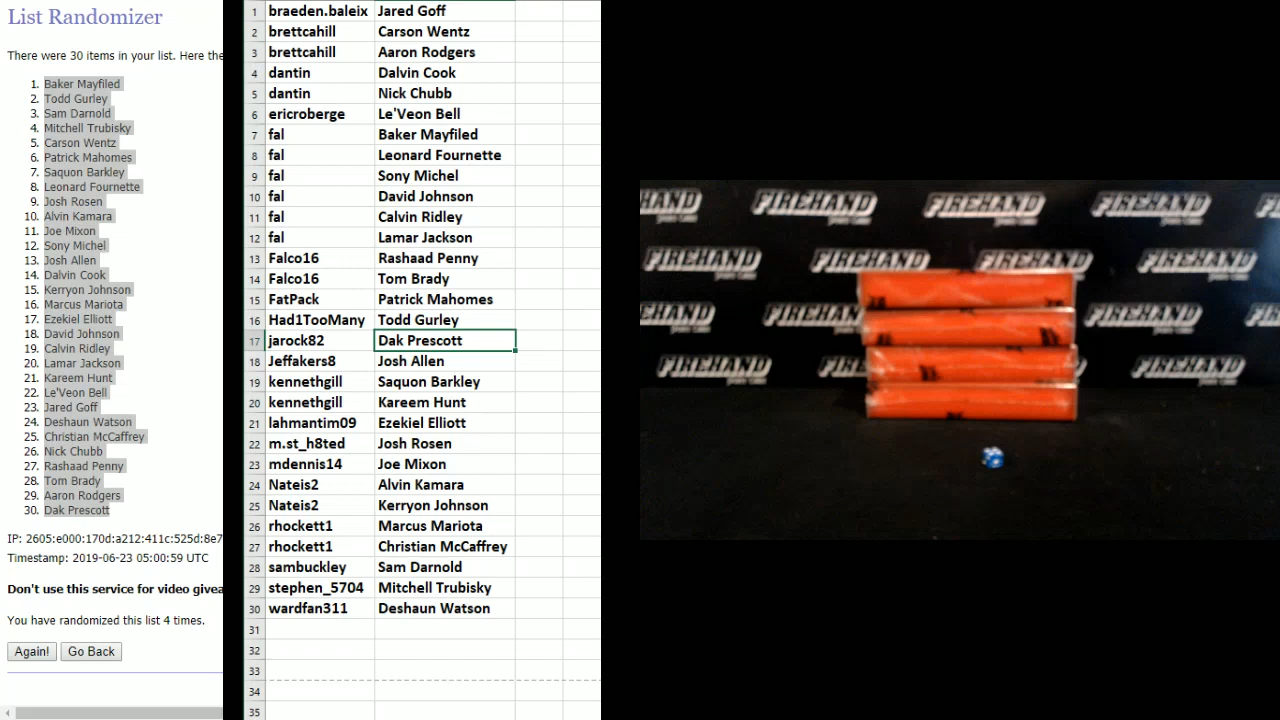 List Randomizer
There were 30 items in your list. Here the
1. Baker Mayfiled
2. Todd Gurley
3. Sam Darnold
4. Mitchell Trubisky
5. Carson Wentz
6. Patrick Mahomes
7. Saquon Barkley
8. Leonard Fournette
9. Josh Rosen
10. Alvin Kamara
11. Joe Mixon
12. Sony Michel
13. Josh Allen
14. Dalvin Cook
15. Kerryon Johnson
16. Marcus Mariota
17. Ezekiel Elliott
18. David Johnson
19. Calvin Ridley
20. Lamar Jackson
21. Kareem Hunt
22. Le'Veon Bell
23. Jared Goff
24. Deshaun Watson
25. Christian McCaffrey
26. Nick Chubb
27. Rashaad Penny
28. Tom Brady
29. Aaron Rodgers
30. Dak Prescott
IP: 2605:e000:170d:a212:411c:525d:8e7
Timestamp: 2019-06-23 05:00:59 UTC
Don't use this service for video givea
You have randomized this list 4 times.
Again! Go Back
1 braeden.baleix Jared Goff
2 brettcahill Carson Wentz
3 brettcahill Aaron Rodgers
4 dantin Dalvin Cook
5 dantin Nick Chubb
6 ericroberge Le'Veon Bell
7 fal Baker Mayfiled
8 fal Leonard Fournette
9 fal Sony Michel
10 fal David Johnson
11 fal Calvin Ridley
12 fal Lamar Jackson
13 Falco16 Rashaad Penny
14 Falco16 Tom Brady
15 FatPack Patrick Mahomes
16 Had1TooMany Todd Gurley
17 jarock82 Dak Prescott
18 Jeffakers8 Josh Allen
19 kennethgill Saquon Barkley
20 kennethgill Kareem Hunt
21 lahmantim09 Ezekiel Elliott
22 m.st_h8ted Josh Rosen
23 mdennis14 Joe Mixon
24 Nateis2 Alvin Kamara
25 Nateis2 Kerryon Johnson
26 rhockett1 Marcus Mariota
27 rhockett1 Christian McCaffrey
28 sambuckley Sam Darnold
29 stephen_5704 Mitchell Trubisky
30 wardfan311 Deshaun Watson
31
32
33
34
35
HAND FIREHAND FIREHAND FIREHAND
FIREHAND FIREHAND FIREHAND FIREHAND
HAND FIREHAND FIREHAND
FIREHAND FIREHAND FIREHAND